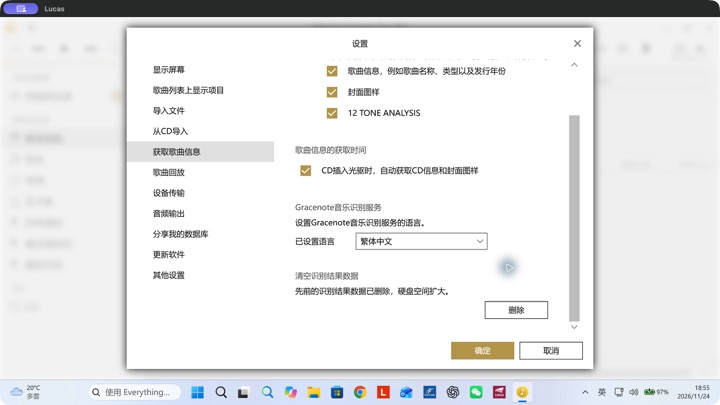 Lucas
设置
显示屏幕
歌曲列表上显示项目
导入文件
从CD导入
获取歌曲信息
歌曲回放
设备传输
音频输出
分享我的数据库
更新软件
其他设置
歌曲信息，例如歌曲名称、类型以及发行年份
封面图样
12 TONE ANALYSIS
歌曲信息的获取时间
CD插入光驱时，自动获取CD信息和封面图样
Gracenote音乐识别服务
设置Gracenote音乐识别服务的语言。
已设置语言 繁体中文
清空识别结果数据
先前的识别结果数据已删除，硬盘空间扩大。
删除
确定 取消
20°C
多雲
使用 Everything...
英
97%
18:55
2026/11/24